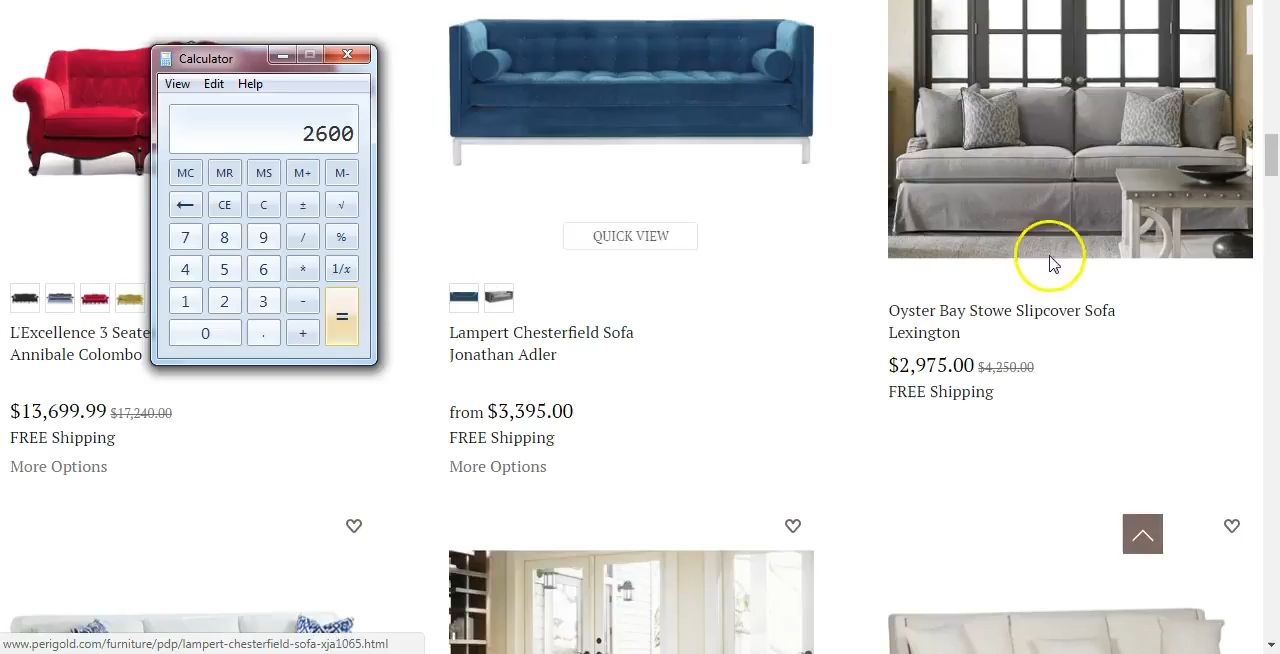 Calculator
View Edit Help
2600
MC MR MS M+ M-
← CE C ± √
7 8 9 / %
4 5 6 * 1/x
1 2 3 - =
0 . +
L'Excellence 3 Seate
Annibale Colombo
$13,699.99 $17,240.00
FREE Shipping
More Options
QUICK VIEW
Lampert Chesterfield Sofa
Jonathan Adler
from $3,395.00
FREE Shipping
More Options
Oyster Bay Stowe Slipcover Sofa
Lexington
$2,975.00 $4,250.00
FREE Shipping
www.perigold.com/furniture/pdp/lampert-chesterfield-sofa-xja1065.html